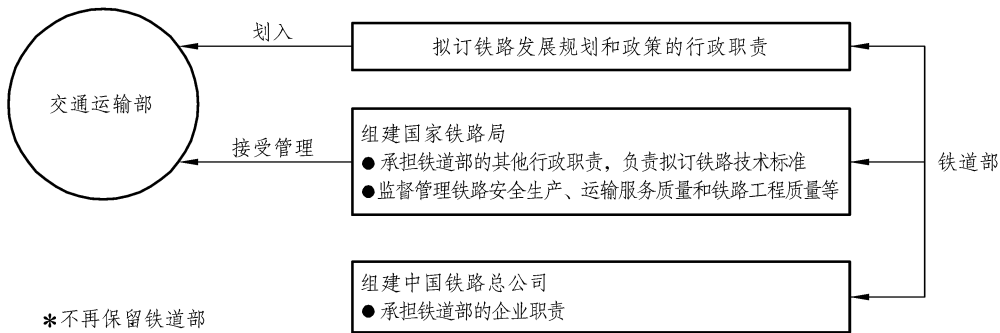 划入
拟订铁路发展规划和政策的行政职责
交通运输部
组建国家铁路局
接受管理
●承担铁道部的其他行政职责，负责拟订铁路技术标准
●监督管理铁路安全生产、运输服务质量和铁路工程质量等
铁道部
组建中国铁路总公司
●承担铁道部的企业职责
*不再保留铁道部